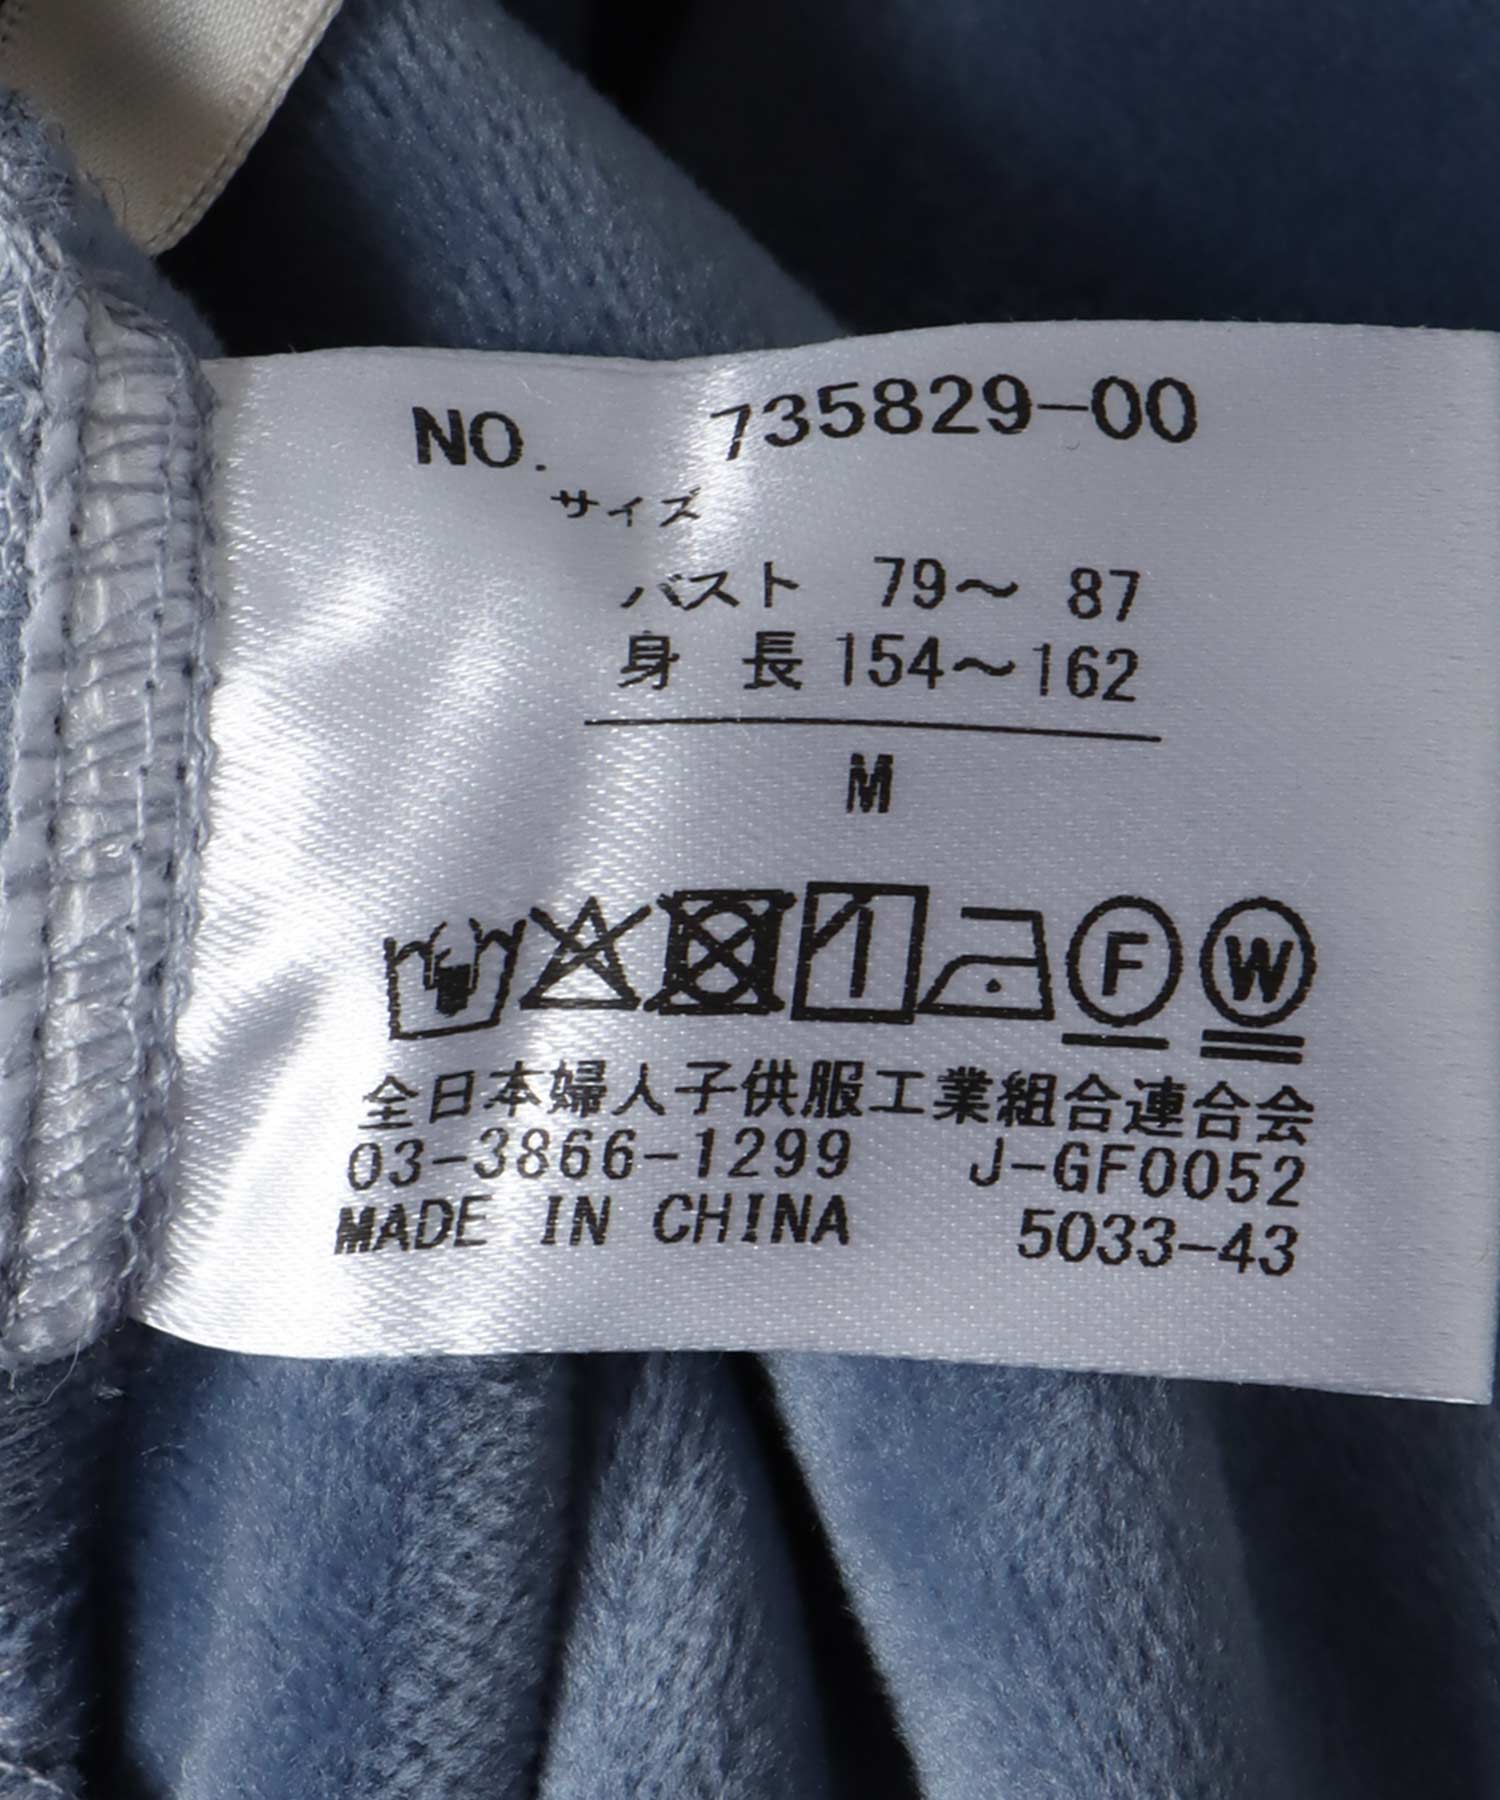 NO. 735829-00
サイズ
バスト 79～ 87
身 長 154～162
M
F W
全日本婦人子供服工業組合連合会
03-3866-1299 J-GF0052
MADE IN CHINA 5033-43